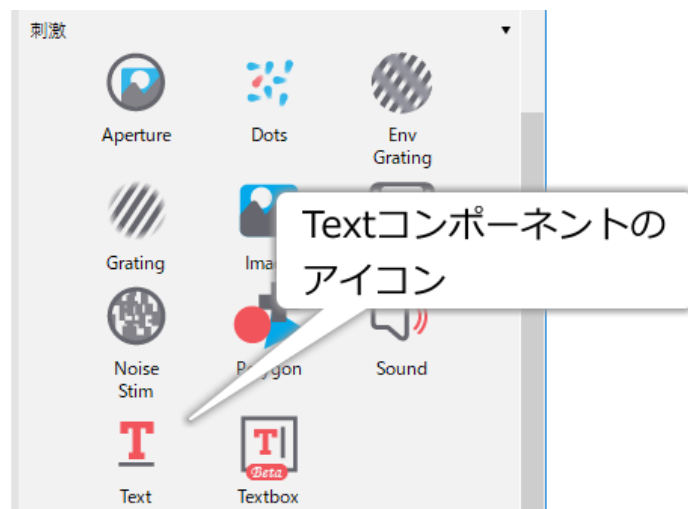 刺激
Aperture
Dots
Env
Grating
Grating
Textコンポーネントの
アイコン
Noise
Stim
Polygon
Sound
T
Text
T
Beta
Textbox